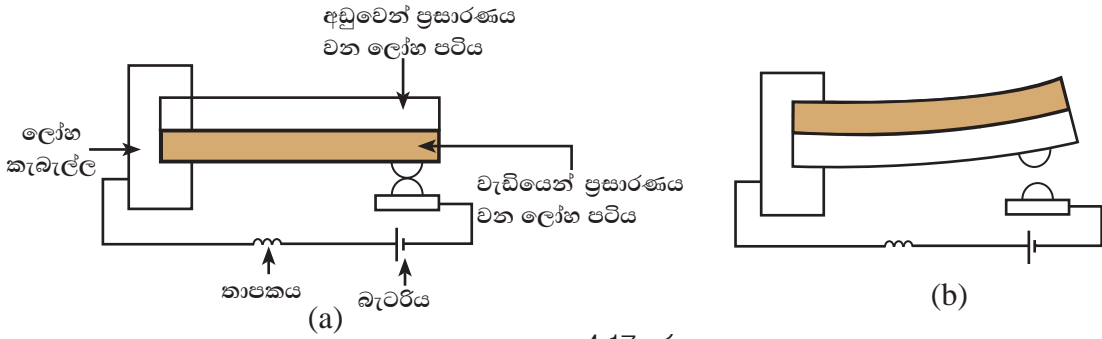 අඩුවෙන් ප්‍රසාරණය
වන ලෝහ පටිය
ලෝහ
කැබැල්ල
වැඩියෙන් ප්‍රසාරණය
වන ලෝහ පටිය
තාපකය
බැටරිය
(a)
(b)